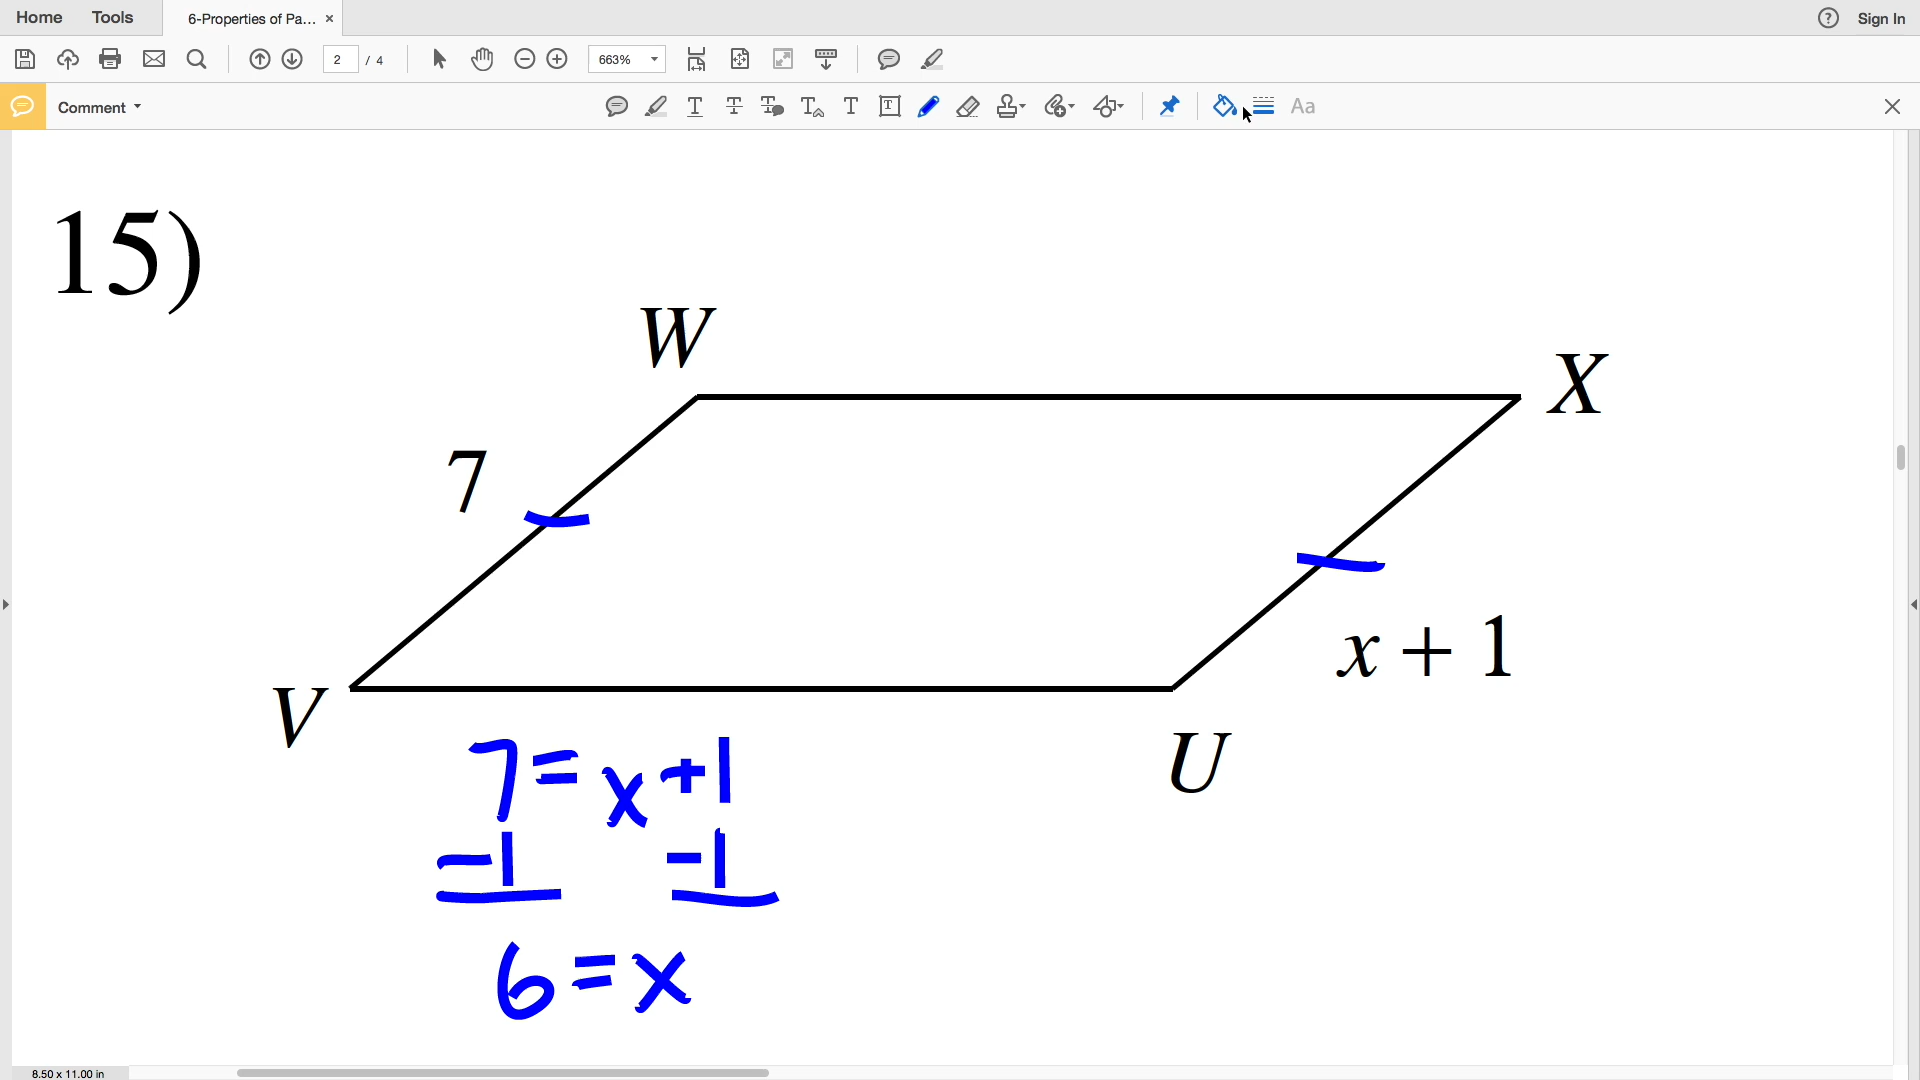 Home Tools 6-Properties of Pa... × ? Sign In
2 / 4 663%
Comment Aa
15)
W
X
7
x + 1
V
U
7 = x + 1
-1 -1
6 = x
8.50 x 11.00 in